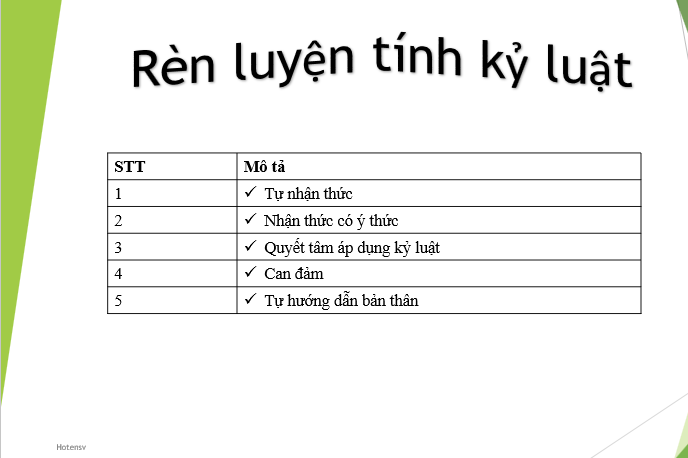 Rèn luyện tính kỷ luật
STT Mô tả
1 ✓ Tự nhận thức
2 ✓ Nhận thức có ý thức
3 ✓ Quyết tâm áp dụng kỷ luật
4 ✓ Can đảm
5 ✓ Tự hướng dẫn bản thân
Hotensv